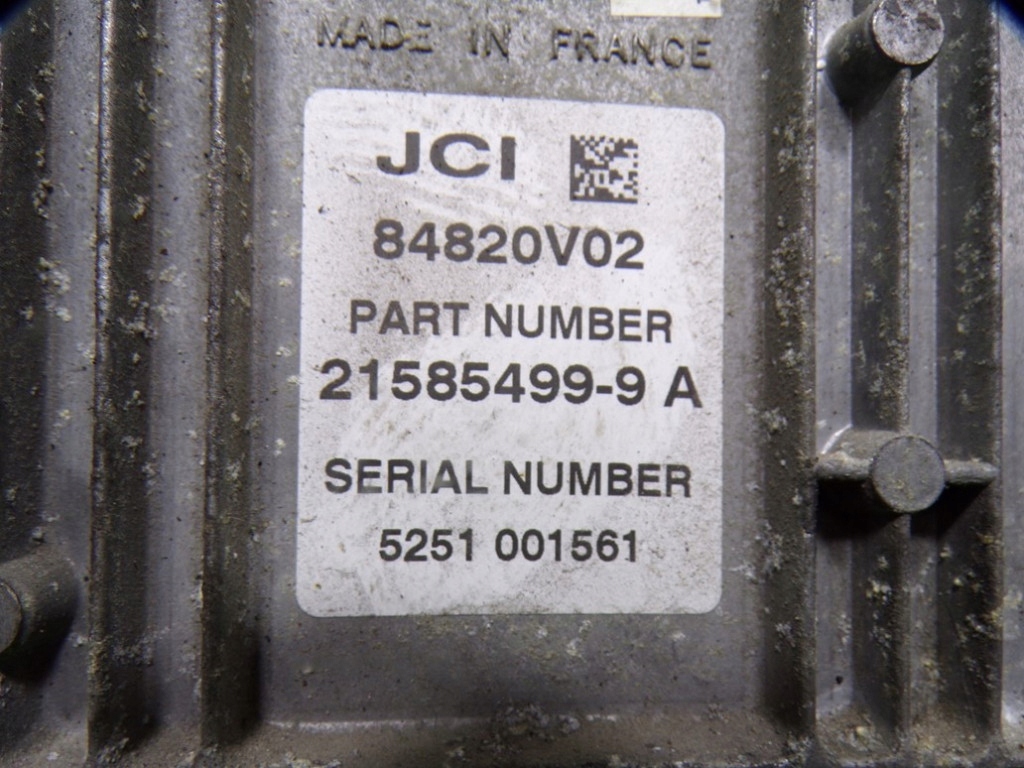 MADE IN FRANCE
JCI
84820V02
PART NUMBER
21585499-9 A
SERIAL NUMBER
5251 001561